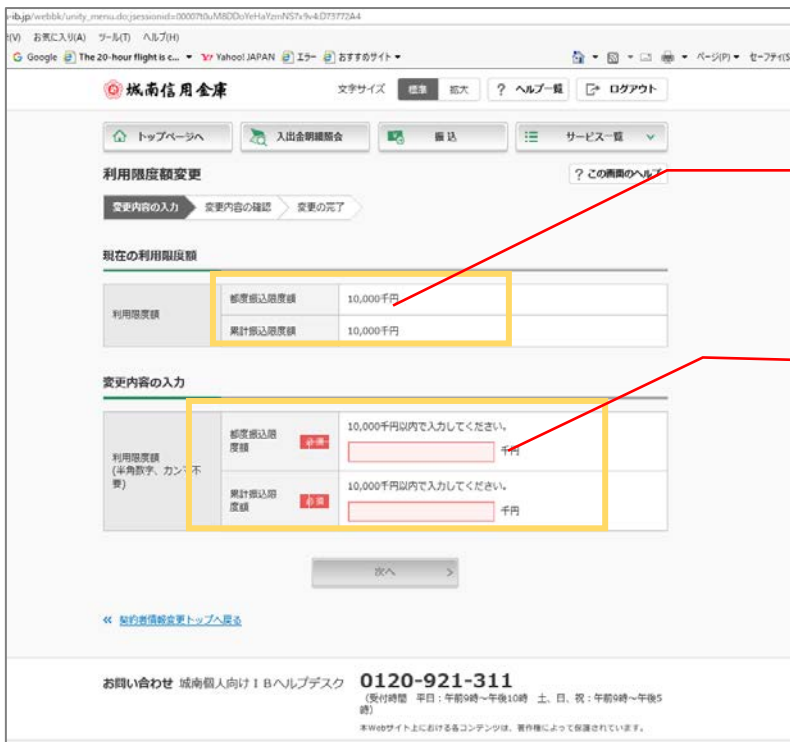 -ib.jp/webbk/unity_menu.do;jsessionid=
(V) お気に入り(A) ツール(T) ヘルプ(H)
Google The 20-hour flight is c... Yahoo! JAPAN エラー おすすめサイト ページ(P) セーフティ(S
城南信用金庫 文字サイズ 標準 拡大 ? ヘルプ一覧 ログアウト
トップページへ 入出金明細照会 振込 サービス一覧
利用限度額変更 ? この画面のヘルプ
変更内容の入力 変更内容の確認 変更の完了
現在の利用限度額
利用限度額
都度振込限度額 10,000千円
累計振込限度額 10,000千円
変更内容の入力
利用限度額
(半角数字、カンマ不
要)
都度振込限
度額 必須
10,000千円以内で入力してください。
千円
累計振込限
度額 必須
10,000千円以内で入力してください。
千円
次へ >
« 契約者情報変更トップへ戻る
お問い合わせ 城南個人向けIBヘルプデスク 0120-921-311
(受付時間 平日:午前9時~午後10時 土、日、祝:午前9時~午後5
時)
本Webサイト上における各コンテンツは、著作権によって保護されています。